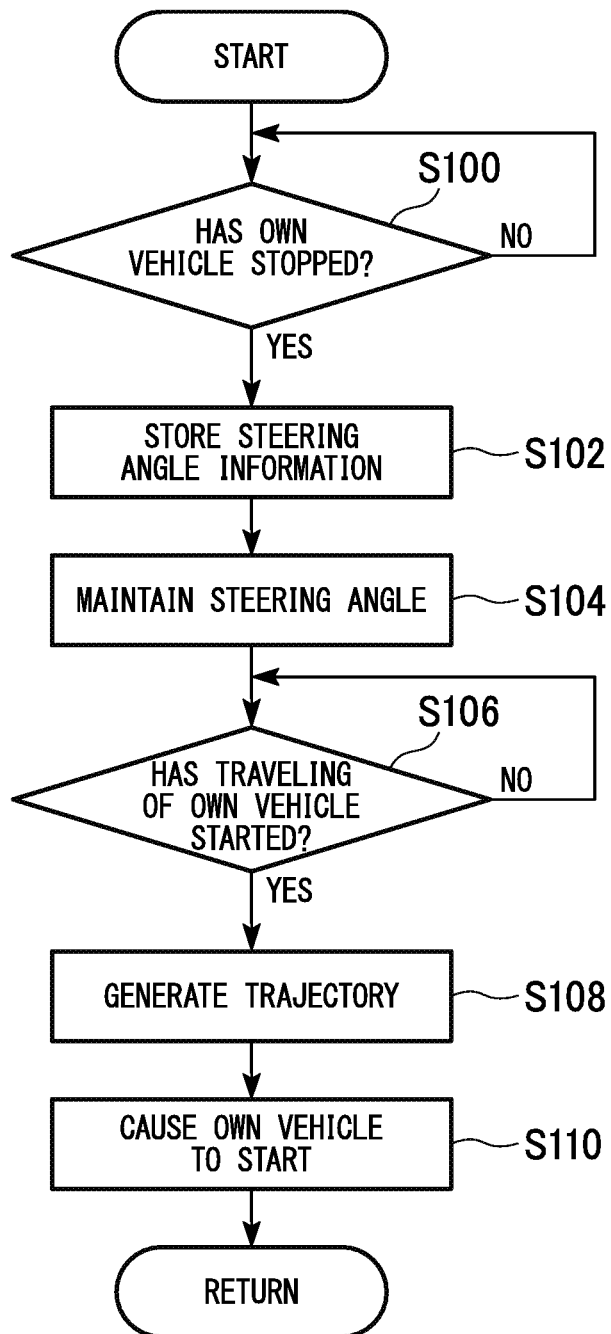 START
S100
HAS OWN
VEHICLE STOPPED?
NO
YES
STORE STEERING
ANGLE INFORMATION
S102
MAINTAIN STEERING ANGLE
S104
S106
HAS TRAVELING
OF OWN VEHICLE
STARTED?
NO
YES
GENERATE TRAJECTORY
S108
CAUSE OWN VEHICLE
TO START
S110
RETURN